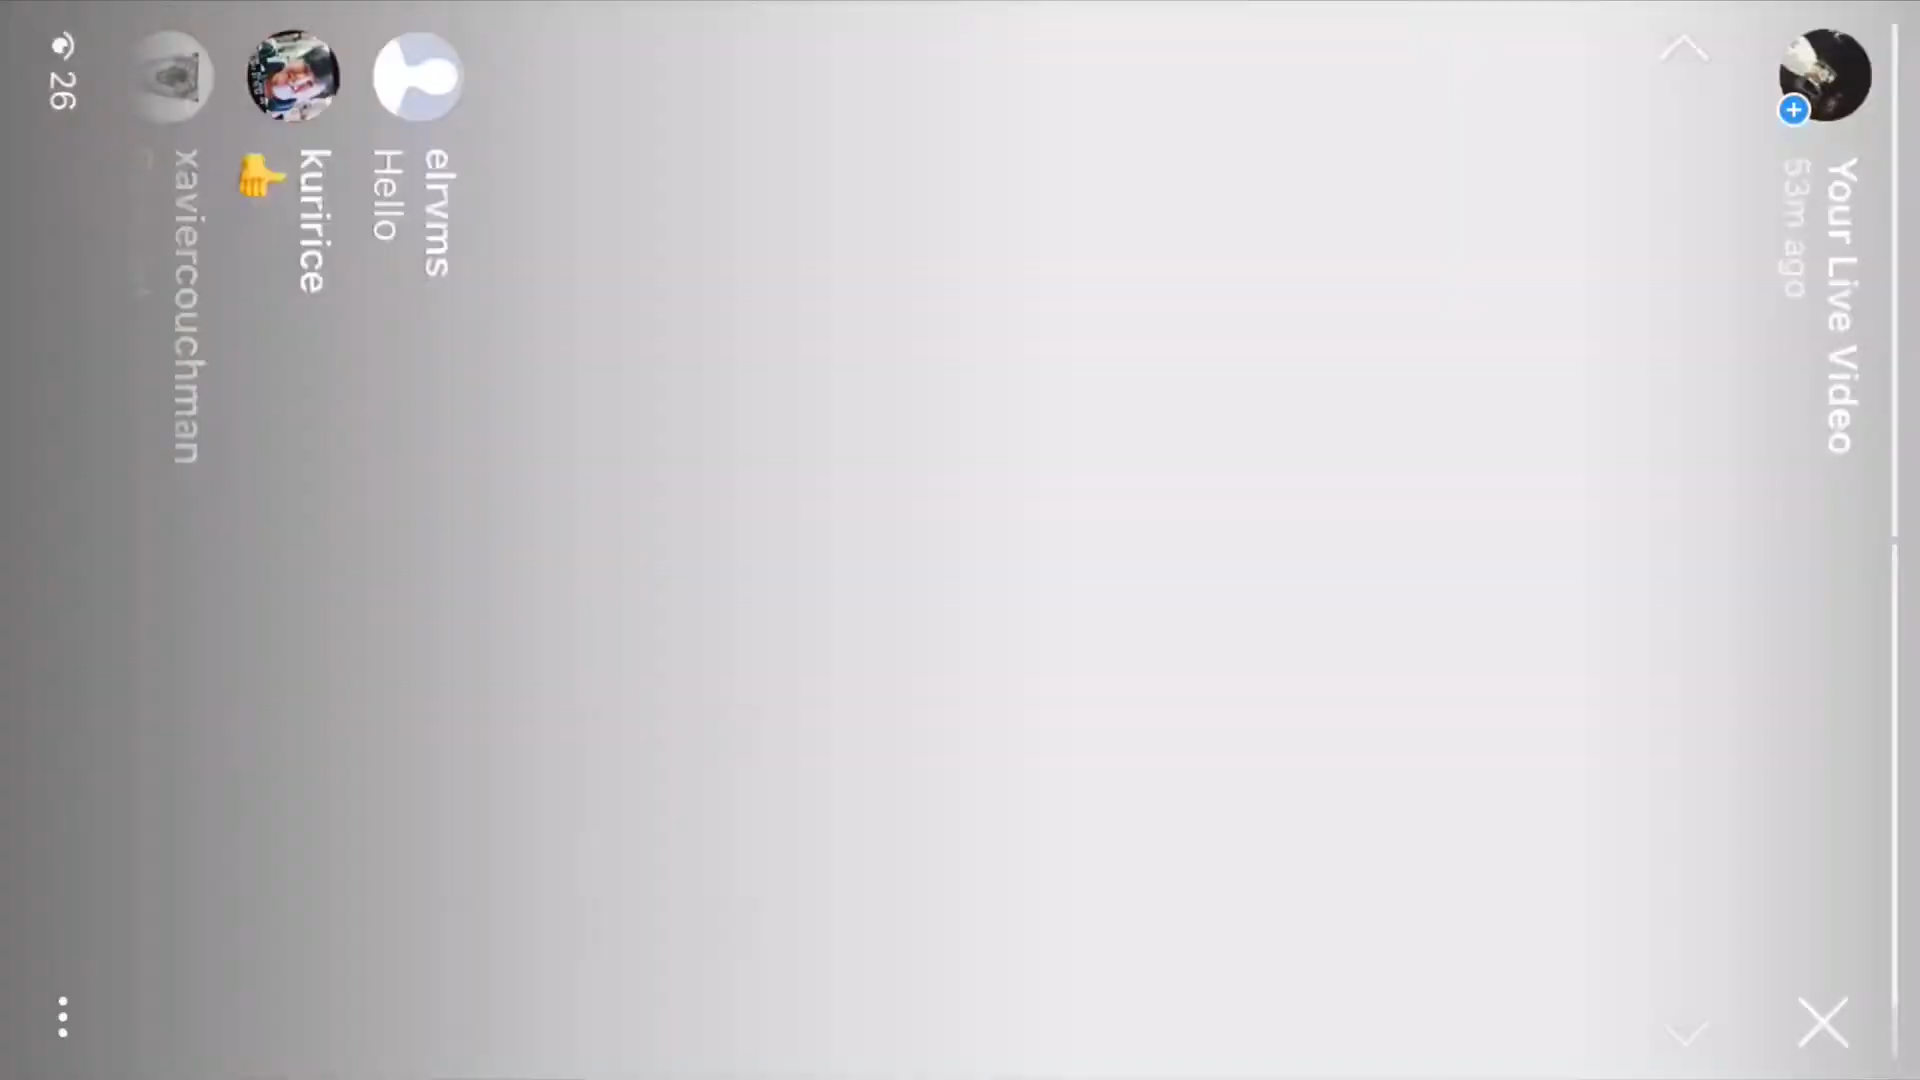 Your Live Video
53m ago
elrvms
Hello
kuririce
👍
xaviercouchman
26